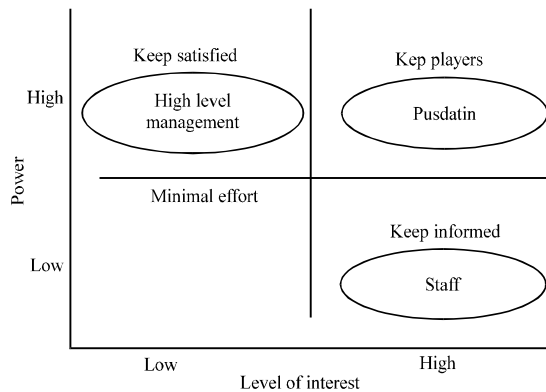 Keep satisfied
Kep players
High
High level
management
Pusdatin
Power
Minimal effort
Keep informed
Low
Staff
Low
High
Level of interest